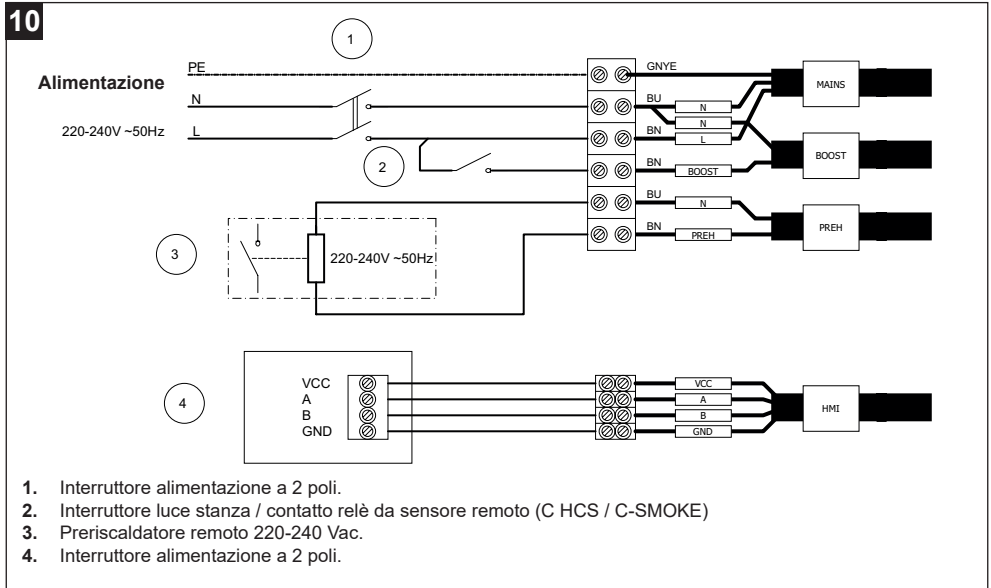 10
1
PE
GNYE
Alimentazione
MAINS
N
BU
N
220-240V ~50Hz
N
L
BN
L
2
BOOST
BN
BOOST
BU
N
3
220-240V ~50Hz
BN
PREH
PREH
4
VCC
VCC
A
A
HMI
B
B
GND
GND
1. Interruttore alimentazione a 2 poli.
2. Interruttore luce stanza / contatto relè da sensore remoto (C HCS / C-SMOKE)
3. Preriscaldatore remoto 220-240 Vac.
4. Interruttore alimentazione a 2 poli.